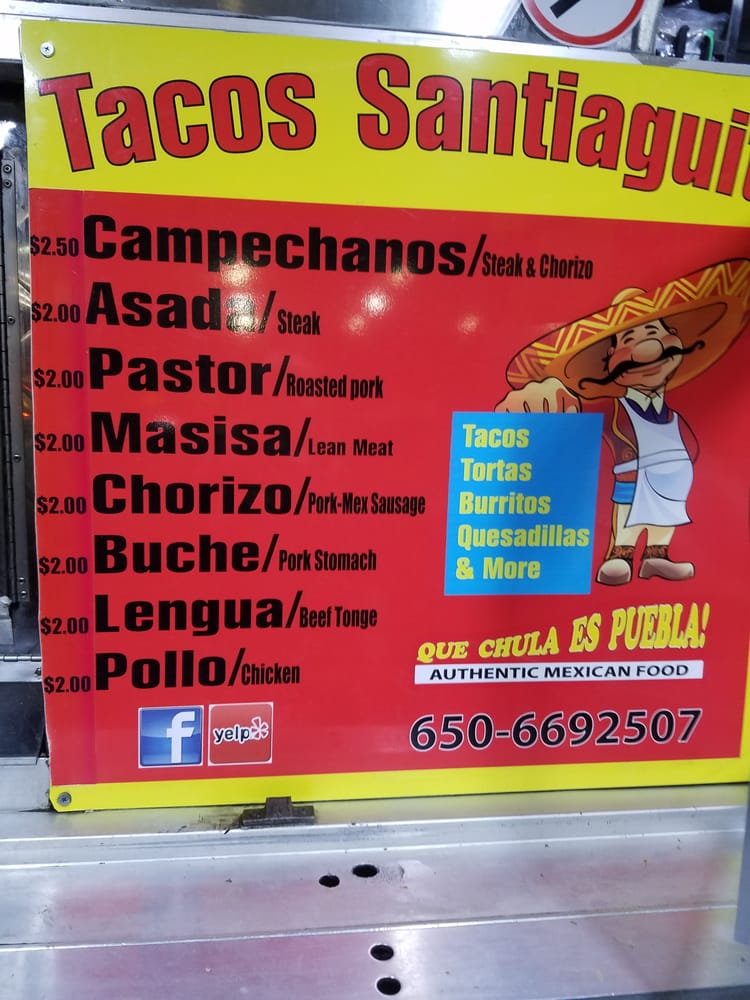 Tacos Santiagui
$2.50 Campechanos/Steak & Chorizo
$2.00 Asada/Steak
$2.00 Pastor/Roasted pork
$2.00 Masisa/Lean Meat
$2.00 Chorizo/Pork-Mex Sausage
$2.00 Buche/Pork Stomach
$2.00 Lengua/Beef Tonge
$2.00 Pollo/Chicken
Tacos
Tortas
Burritos
Quesadillas
& More
QUE CHULA ES PUEBLA!
AUTHENTIC MEXICAN FOOD
f yelp
650-6692507